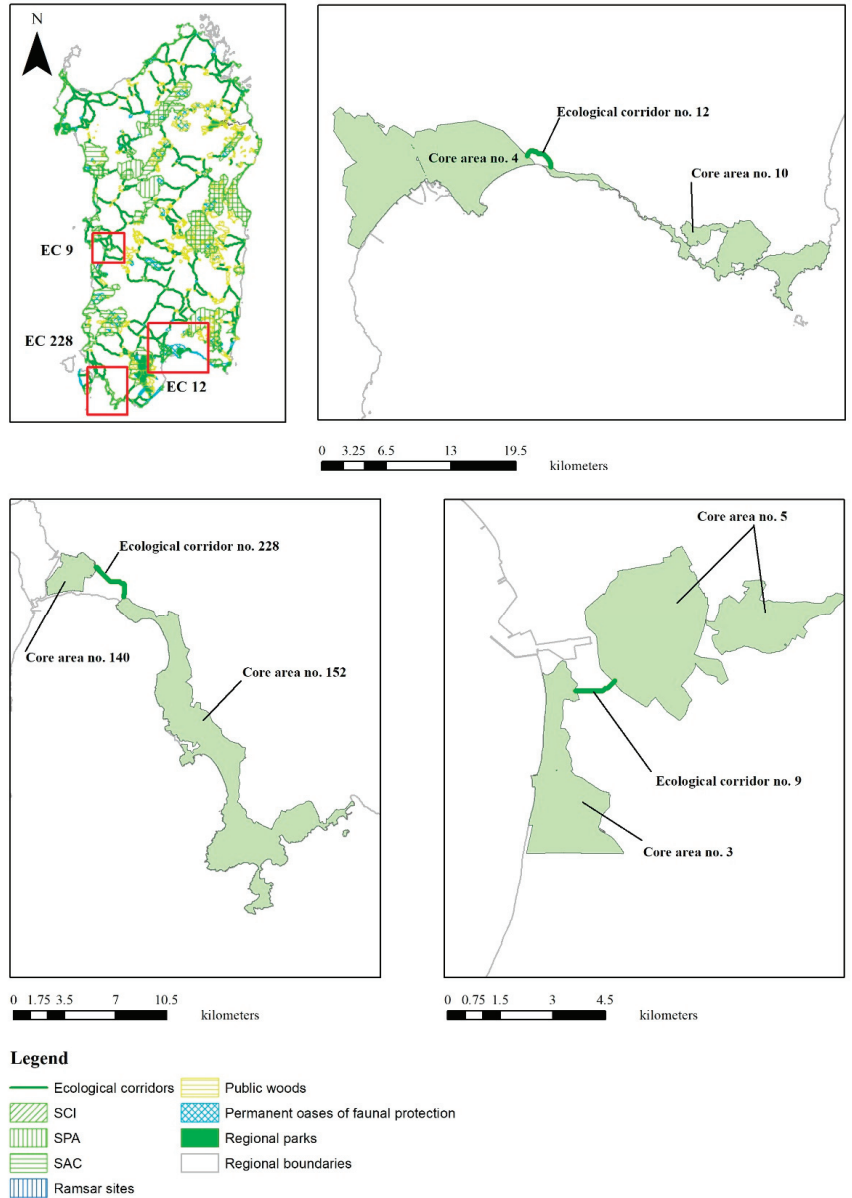 N
EC 9
EC 228
EC 12
Ecological corridor no. 12
Core area no. 4
Core area no. 10
0 3.25 6.5 13 19.5
kilometers
Ecological corridor no. 228
Core area no. 140
Core area no. 152
0 1.75 3.5 7 10.5
kilometers
Core area no. 5
Ecological corridor no. 9
Core area no. 3
0 0.75 1.5 3 4.5
kilometers
Legend
Ecological corridors
SCI
SPA
SAC
Ramsar sites
Public woods
Permanent oases of faunal protection
Regional parks
Regional boundaries